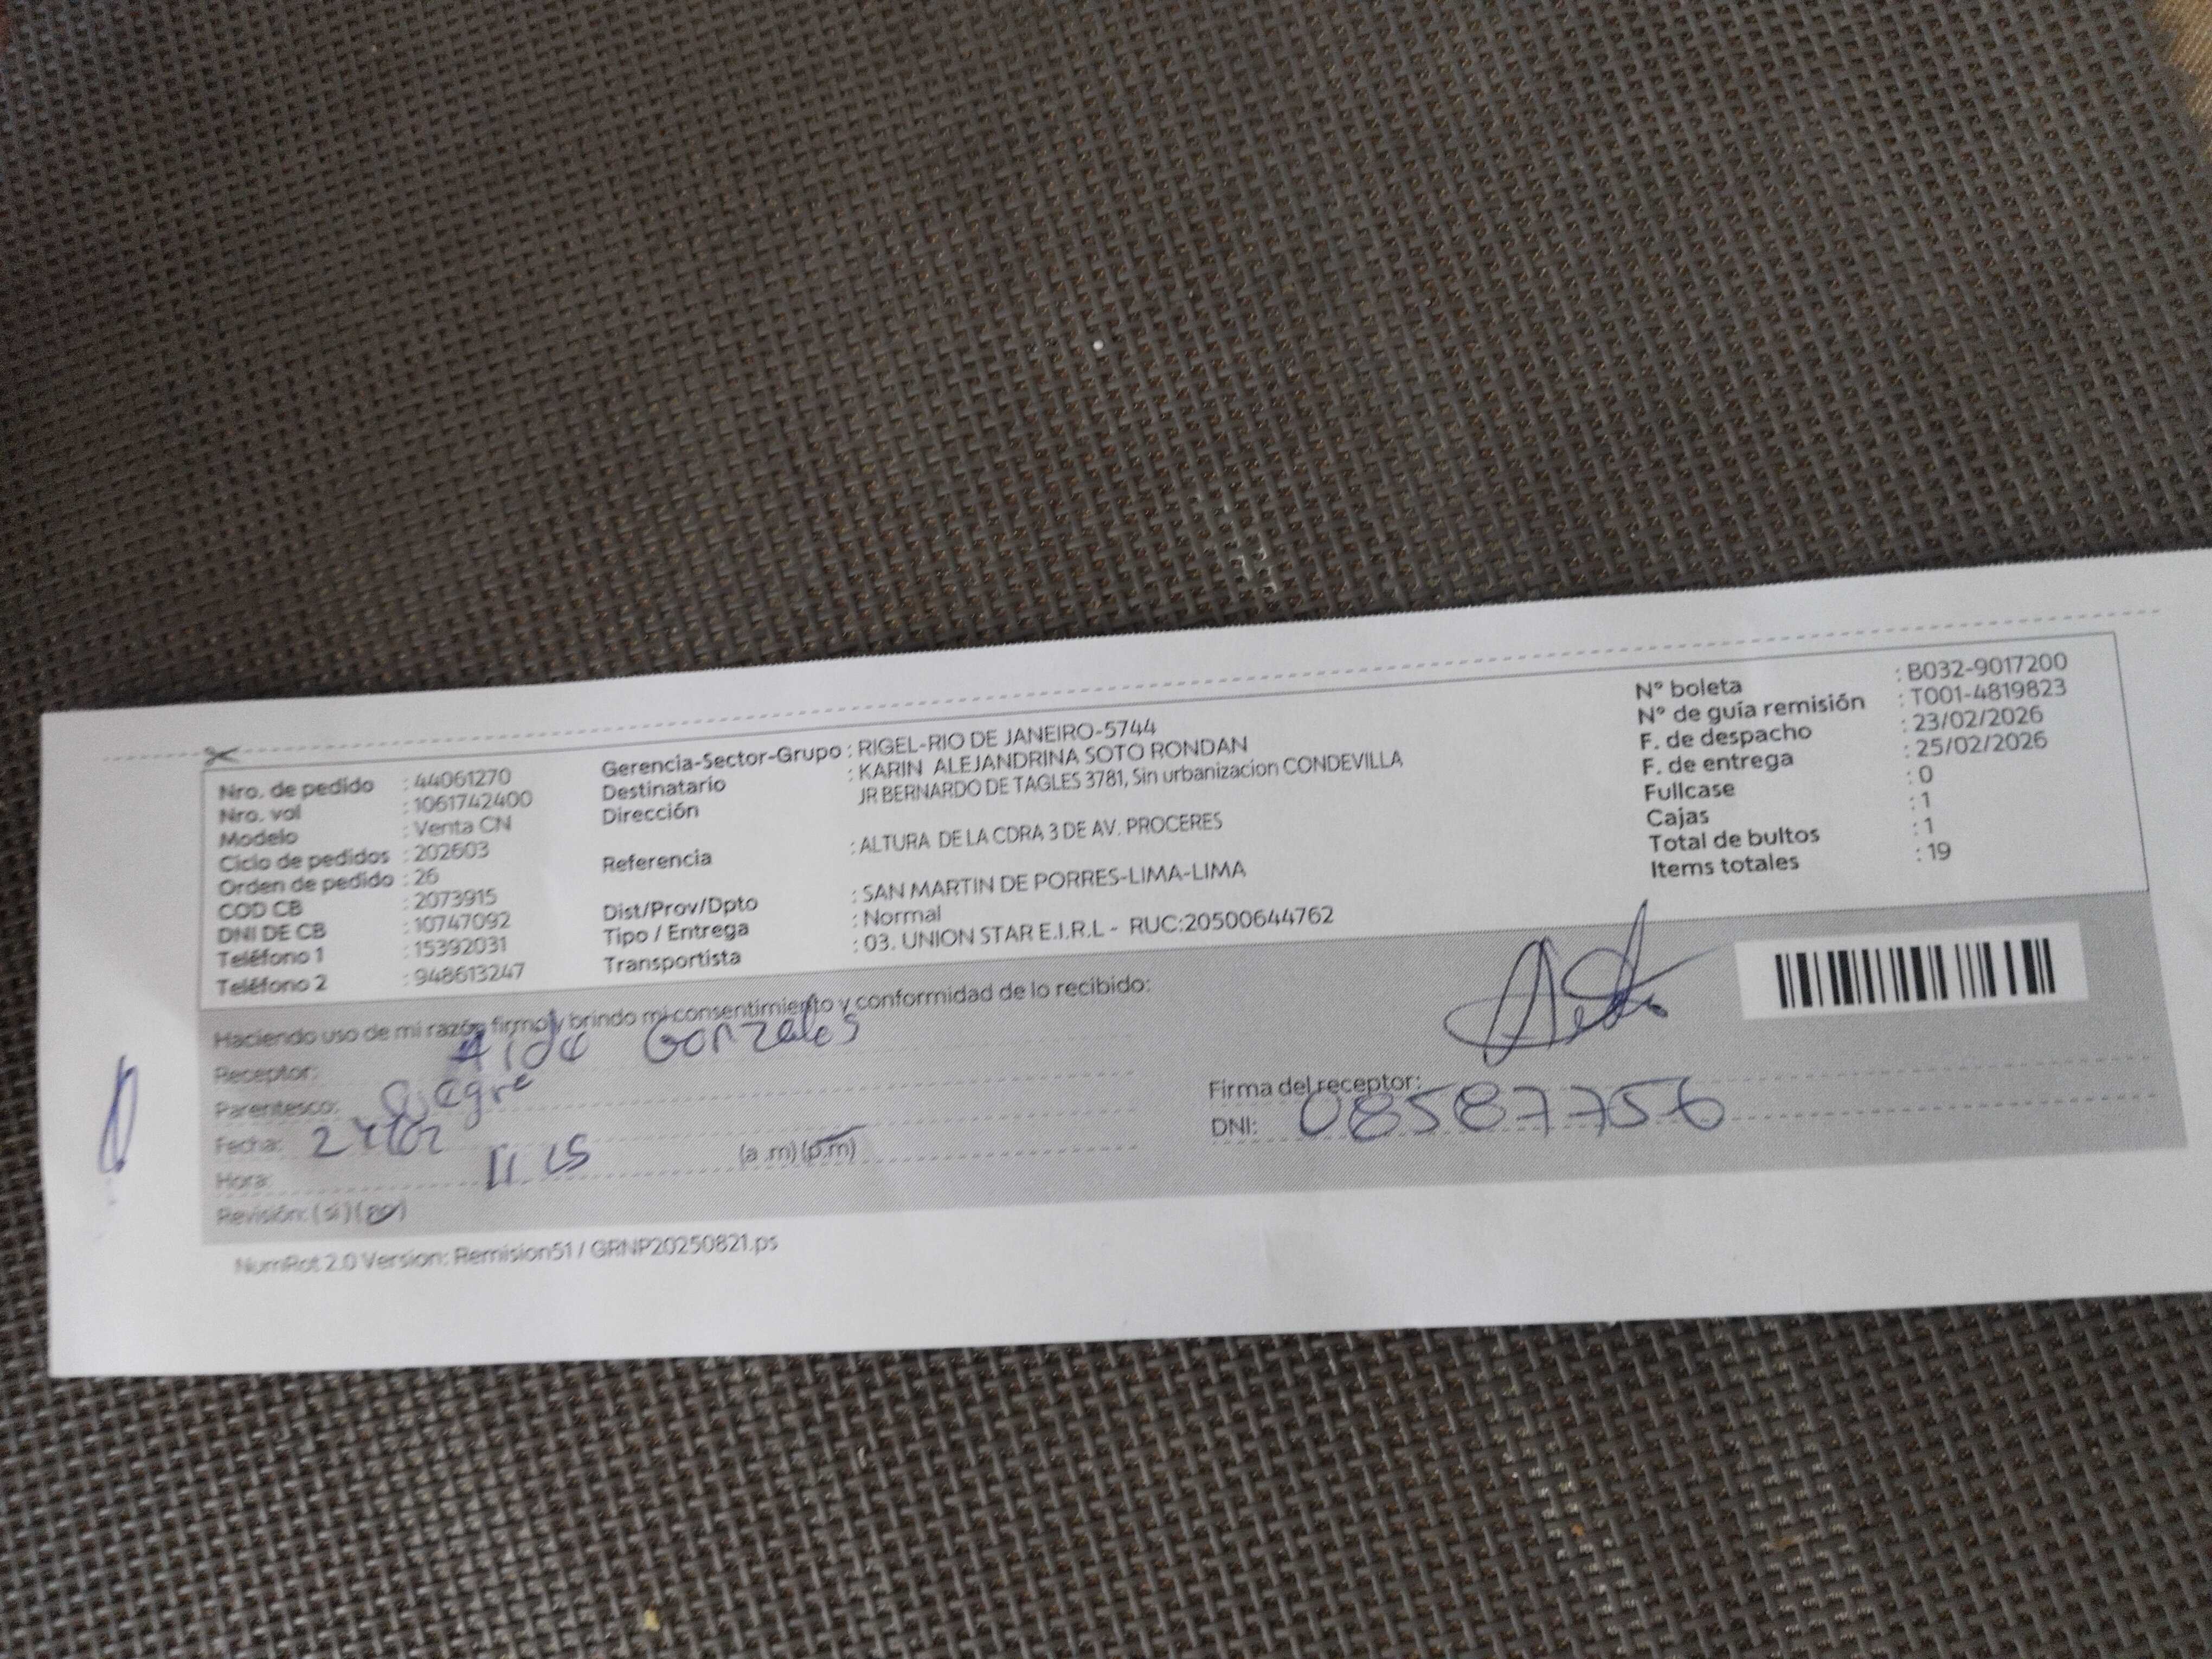 Nro. de pedido : 44061270
Nro. vol : 1061742400
Modelo : Venta CN
Ciclo de pedidos : 202603
Orden de pedido : 26
COD CB : 2073915
DNI DE CB : 10747092
Teléfono 1 : 15392031
Teléfono 2 : 948613247
Gerencia-Sector-Grupo : RIGEL-RIO DE JANEIRO-5744
Destinatario : KARIN ALEJANDRINA SOTO RONDAN
Dirección JR BERNARDO DE TAGLES 3781, Sin urbanizacion CONDEVILLA
Referencia : ALTURA DE LA CDRA 3 DE AV. PROCERES
Dist/Prov/Dpto : SAN MARTIN DE PORRES-LIMA-LIMA
Tipo / Entrega : Normal
Transportista : 03. UNION STAR E.I.R.L - RUC:20500644762
N° boleta : B032-9017200
N° de guía remisión : T001-4819823
F. de despacho : 23/02/2026
F. de entrega : 25/02/2026
Fullcase : 0
Cajas : 1
Total de bultos : 1
Items totales : 19
Haciendo uso de mi razón firmo y brindo mi consentimiento y conformidad de lo recibido:
Receptor: Aida Gonzales
Parentesco: Suegra
Fecha:
Hora: 11 15 (a .m) (p.m)
Revisión: ( si ) ( no )
Firma del receptor:
DNI: 08587756
NumRot 2.0 Version: Remision51 / GRNP20250821.ps